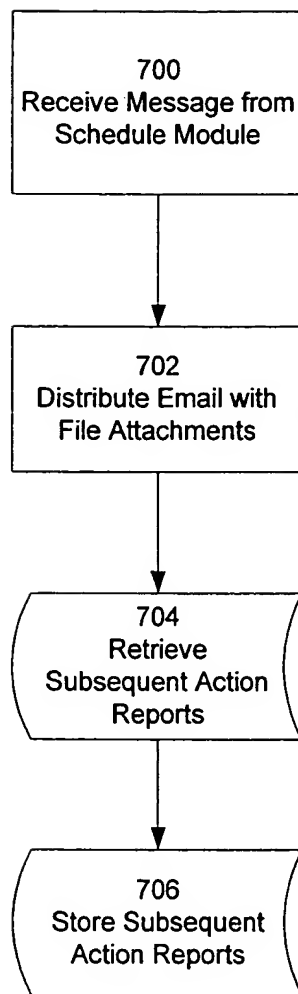 700
Receive Message from
Schedule Module
702
Distribute Email with
File Attachments
704
Retrieve
Subsequent Action
Reports
706
Store Subsequent
Action Reports